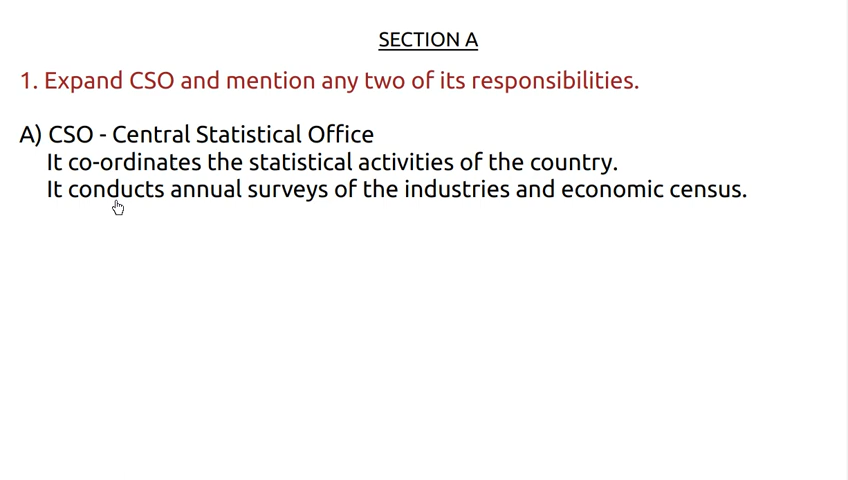 SECTION A
1. Expand CSO and mention any two of its responsibilities.
A) CSO - Central Statistical Office
It co-ordinates the statistical activities of the country.
It conducts annual surveys of the industries and economic census.